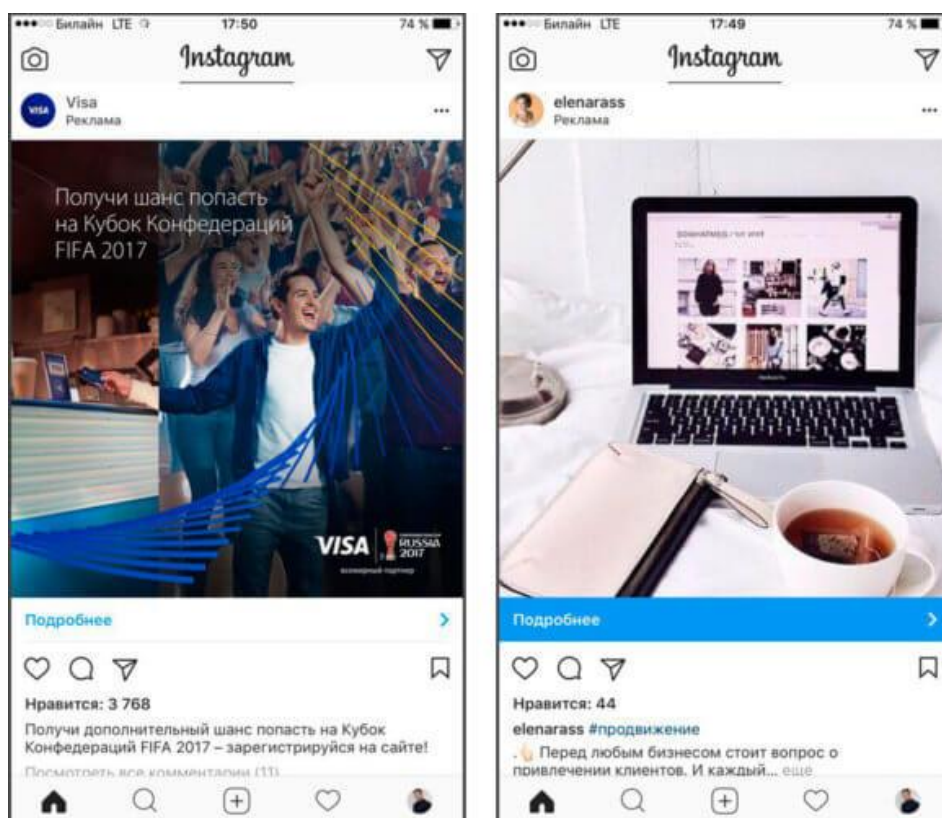 Билайн LTE 17:50 74 %
Instagram
VISA
Visa
Реклама
Получи шанс попасть
на Кубок Конфедераций
FIFA 2017
VISA
RUSSIA
2017
всемирный партнер
Подробнее
Нравится: 3 768
Получи дополнительный шанс попасть на Кубок
Конфедераций FIFA 2017 – зарегистрируйся на сайте!
Посмотреть все комментарии (11)
Билайн LTE 17:49 74 %
Instagram
elenarass
Реклама
Подробнее
Нравится: 44
elenarass #продвижение
. Перед любым бизнесом стоит вопрос о
привлечении клиентов. И каждый... еще